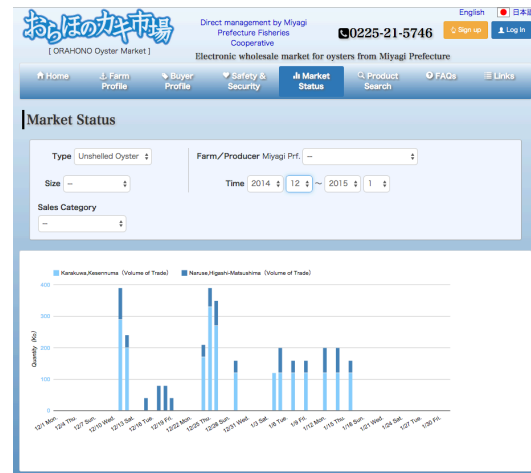 English 日本語
おらほのカキ市場
[ ORAHONO Oyster Market ]
Direct management by Miyagi
Prefecture Fisheries
Cooperative
0225-21-5746
Sign up
Log In
Electronic wholesale market for oysters from Miyagi Prefecture
Home
Farm
Profile
Buyer
Profile
Safety &
Security
Market
Status
Product
Search
FAQs
Links
Market Status
Type Unshelled Oyster
Farm/Producer Miyagi Prf. --
Size --
Time 2014 12 ~ 2015 1
Sales Category
--
Karakuwa,Kesennuma (Volume of Trade) Naruse,Higashi-Matsushima (Volume of Trade)
Quantity (Kg)
400
300
200
100
0
12/1 Mon. 12/4 Thu. 12/7 Sun. 12/10 Wed. 12/13 Sat. 12/16 Tue. 12/19 Fri. 12/22 Mon. 12/25 Thu. 12/28 Sun. 12/31 Wed. 1/3 Sat. 1/6 Tue. 1/9 Fri. 1/12 Mon. 1/15 Thu. 1/18 Sun. 1/21 Wed. 1/24 Sat. 1/27 Tue. 1/30 Fri.